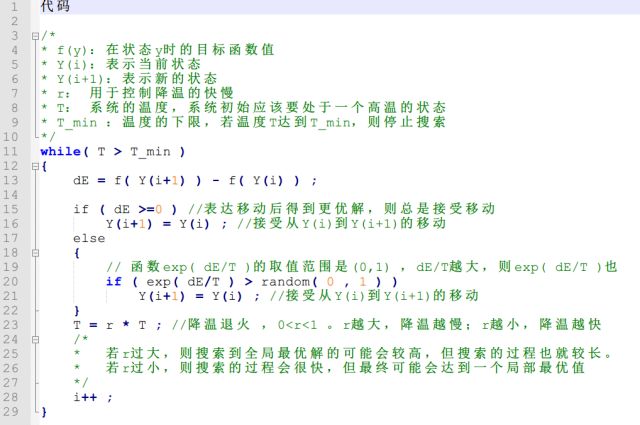 1 代码
2
3 /*
4 * f(y): 在状态y时的目标函数值
5 * Y(i): 表示当前状态
6 * Y(i+1): 表示新的状态
7 * r: 用于控制降温的快慢
8 * T: 系统的温度，系统初始应该要处于一个高温的状态
9 * T_min : 温度的下限，若温度T达到T_min，则停止搜索
10 */
11 while( T > T_min )
12 {
13 dE = f( Y(i+1) ) - f( Y(i) ) ;
14
15 if ( dE >=0 ) //表达移动后得到更优解，则总是接受移动
16 Y(i+1) = Y(i) ; //接受从Y(i)到Y(i+1)的移动
17 else
18 {
19 // 函数exp( dE/T )的取值范围是(0,1) ，dE/T越大，则exp( dE/T )也
20 if ( exp( dE/T ) > random( 0 , 1 ) )
21 Y(i+1) = Y(i) ; //接受从Y(i)到Y(i+1)的移动
22 }
23 T = r * T ; //降温退火 ，0<r<1 。r越大，降温越慢；r越小，降温越快
24 /*
25 * 若r过大，则搜索到全局最优解的可能会较高，但搜索的过程也就较长。
26 * 若r过小，则搜索的过程会很快，但最终可能会达到一个局部最优值
27 */
28 i++ ;
29 }